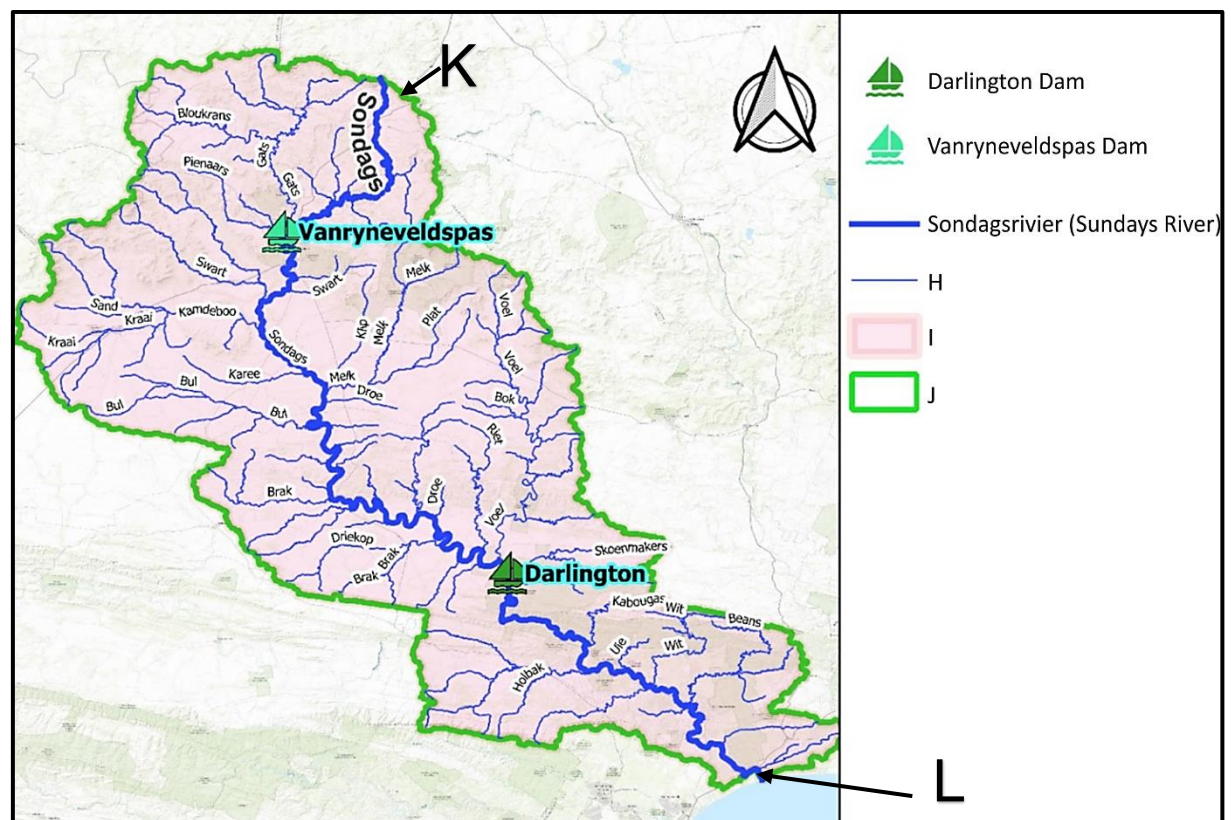 K
Sondags
Bloukrans
Gats
Pienaars
Gats
Vanryneveldspas
Swart
Melk
Swart
Sand
Kraai
Kamdeboo
Plat
Voel
Klip
Melk
Kraai
Sondags
Voel
Bul
Karee
Melk
Droe
Bok
Bul
Bul
Riet
Brak
Droe
Voel
Driekop
Brak
Brak
Skoenmakers
Darlington
Kabougas
Wit
Beans
Uie
Wit
Holbak
L
Darlington Dam
Vanryneveldspas Dam
Sondagsrivier (Sundays River)
H
I
J